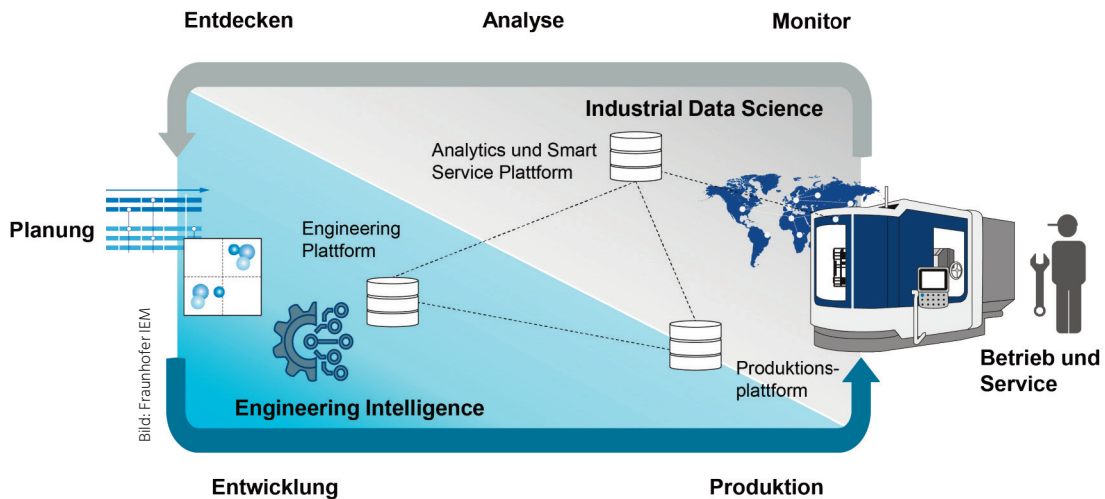 Entdecken
Analyse
Monitor
Industrial Data Science
Analytics und Smart
Service Plattform
Planung
Engineering
Plattform
Produktions-
plattform
Betrieb und
Service
Engineering Intelligence
Bild: Fraunhofer IEM
Entwicklung
Produktion